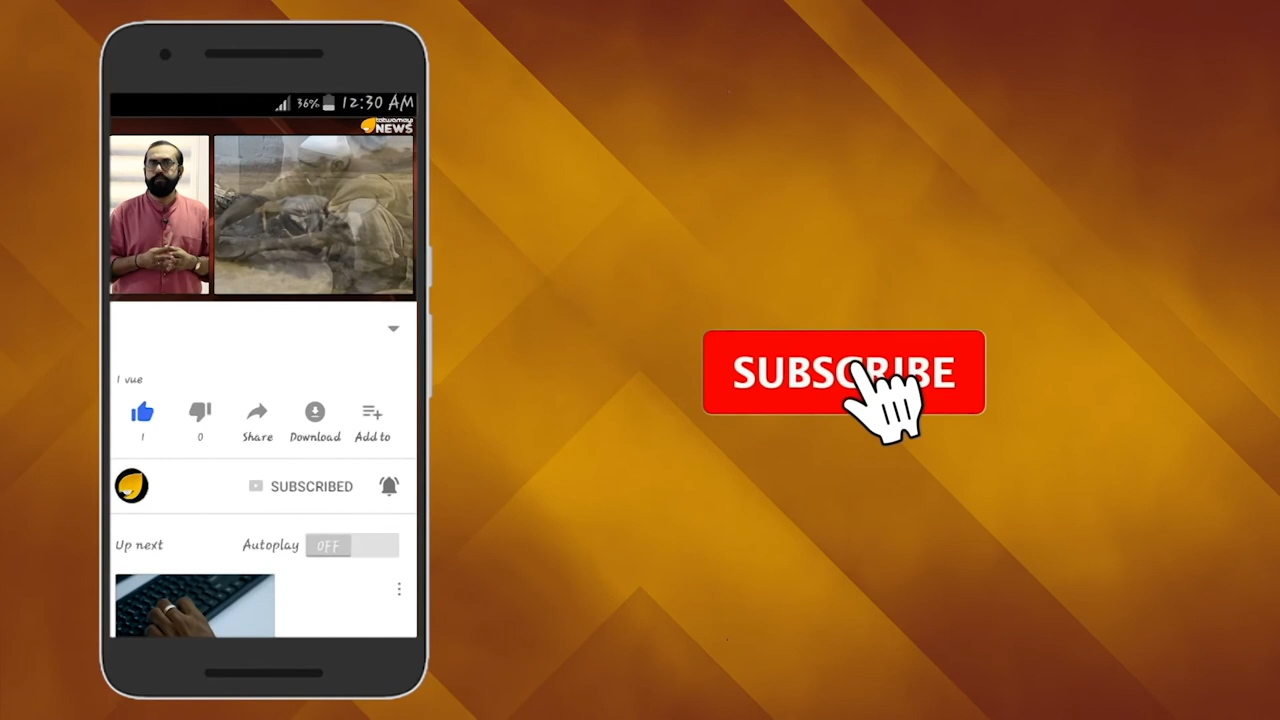 36% 12:30 AM
tatwamayi
NEWS
1 vue
1
0
Share
Download
Add to
SUBSCRIBED
Up next
Autoplay
OFF
SUBSCRIBE